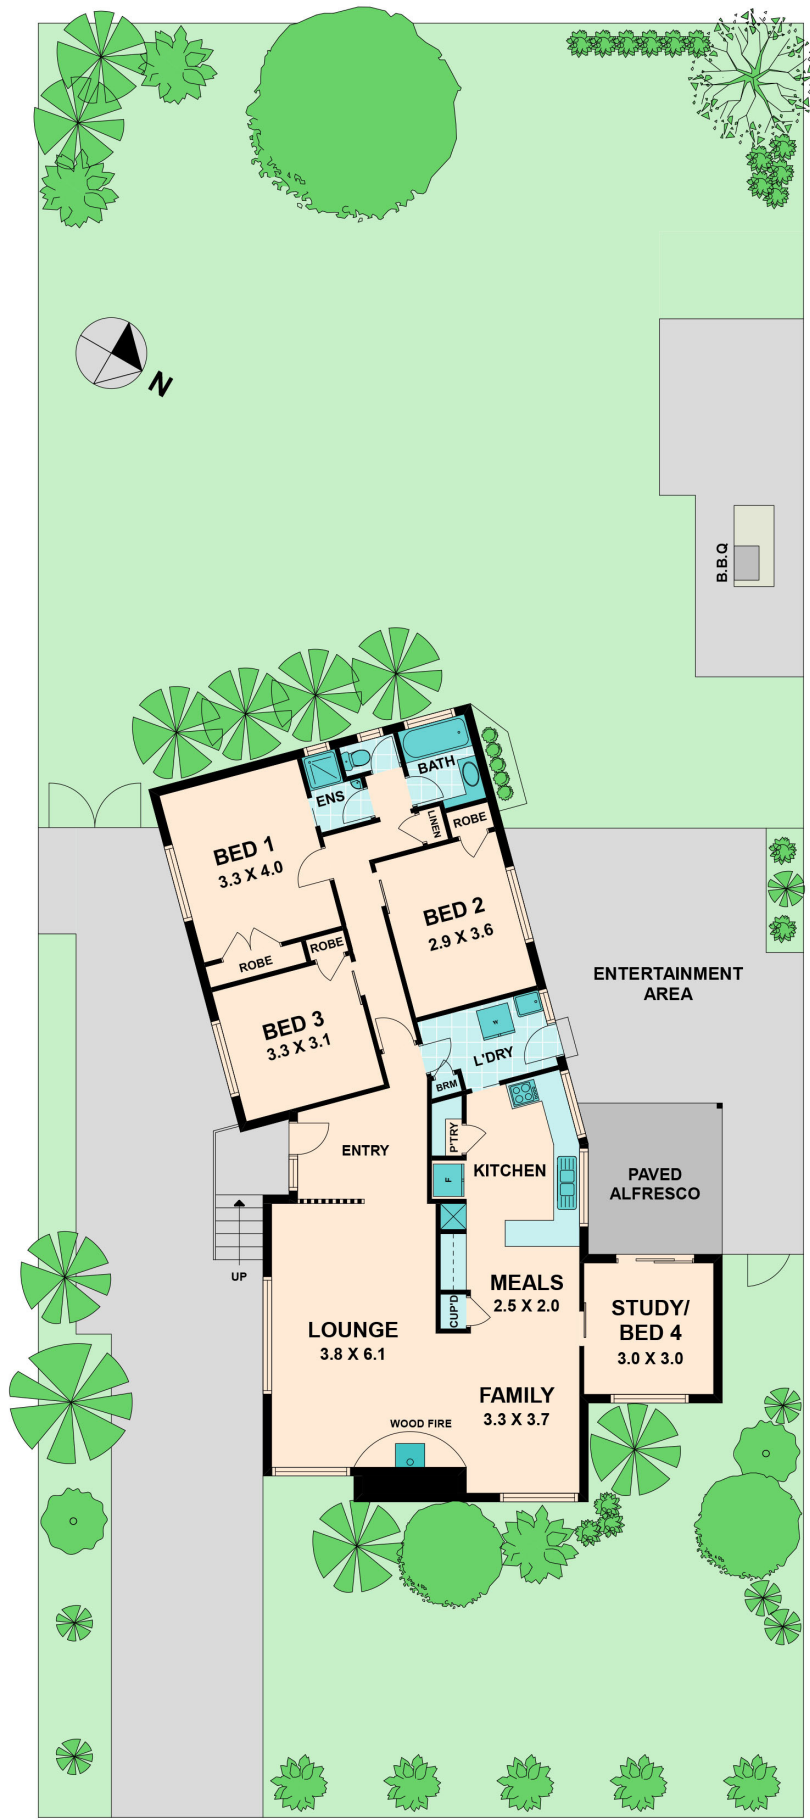 N
B.B.Q
BATH
ENS
LINEN
ROBE
BED 1
3.3 X 4.0
BED 2
2.9 X 3.6
ROBE
ROBE
ENTERTAINMENT
AREA
BED 3
3.3 X 3.1
W
L'DRY
BRM
P'TRY
ENTRY
KITCHEN
F
PAVED
ALFRESCO
UP
MEALS
2.5 X 2.0
CUP'D
STUDY/
BED 4
3.0 X 3.0
LOUNGE
3.8 X 6.1
FAMILY
3.3 X 3.7
WOOD FIRE